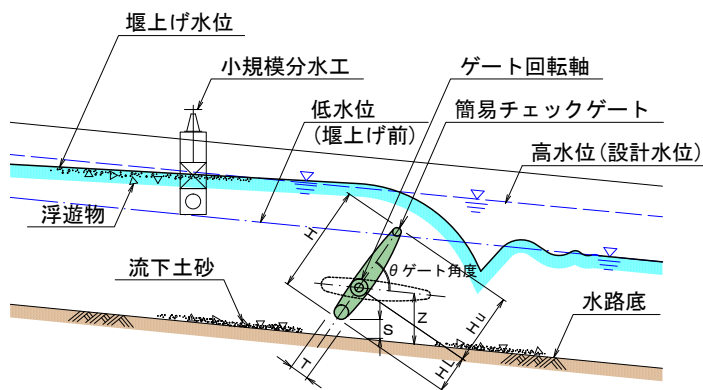 堰上げ水位
小規模分水工
ゲート回転軸
低水位
(堰上げ前)
簡易チェックゲート
高水位(設計水位)
浮遊物
H
θゲート角度
流下土砂
S
Z
Hu
水路底
T
HL